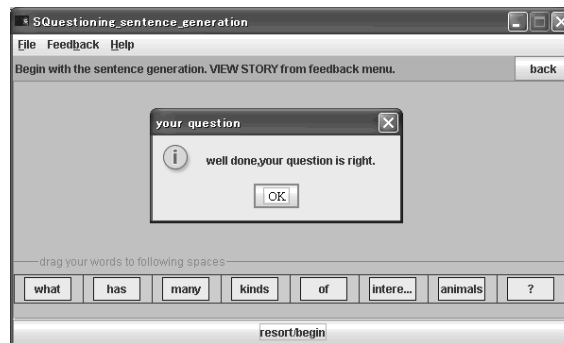 SQuestioning_sentence_generation
File Feedback Help
Begin with the sentence generation. VIEW STORY from feedback menu. back
your question
well done,your question is right.
OK
drag your words to following spaces
what has many kinds of intere... animals ?
resort/begin